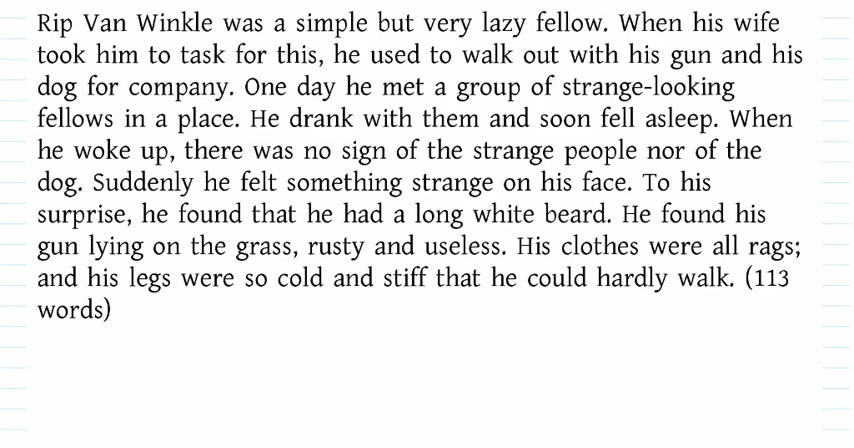 Rip Van Winkle was a simple but very lazy fellow. When his wife
took him to task for this, he used to walk out with his gun and his
dog for company. One day he met a group of strange-looking
fellows in a place. He drank with them and soon fell asleep. When
he woke up, there was no sign of the strange people nor of the
dog. Suddenly he felt something strange on his face. To his
surprise, he found that he had a long white beard. He found his
gun lying on the grass, rusty and useless. His clothes were all rags;
and his legs were so cold and stiff that he could hardly walk. (113
words)